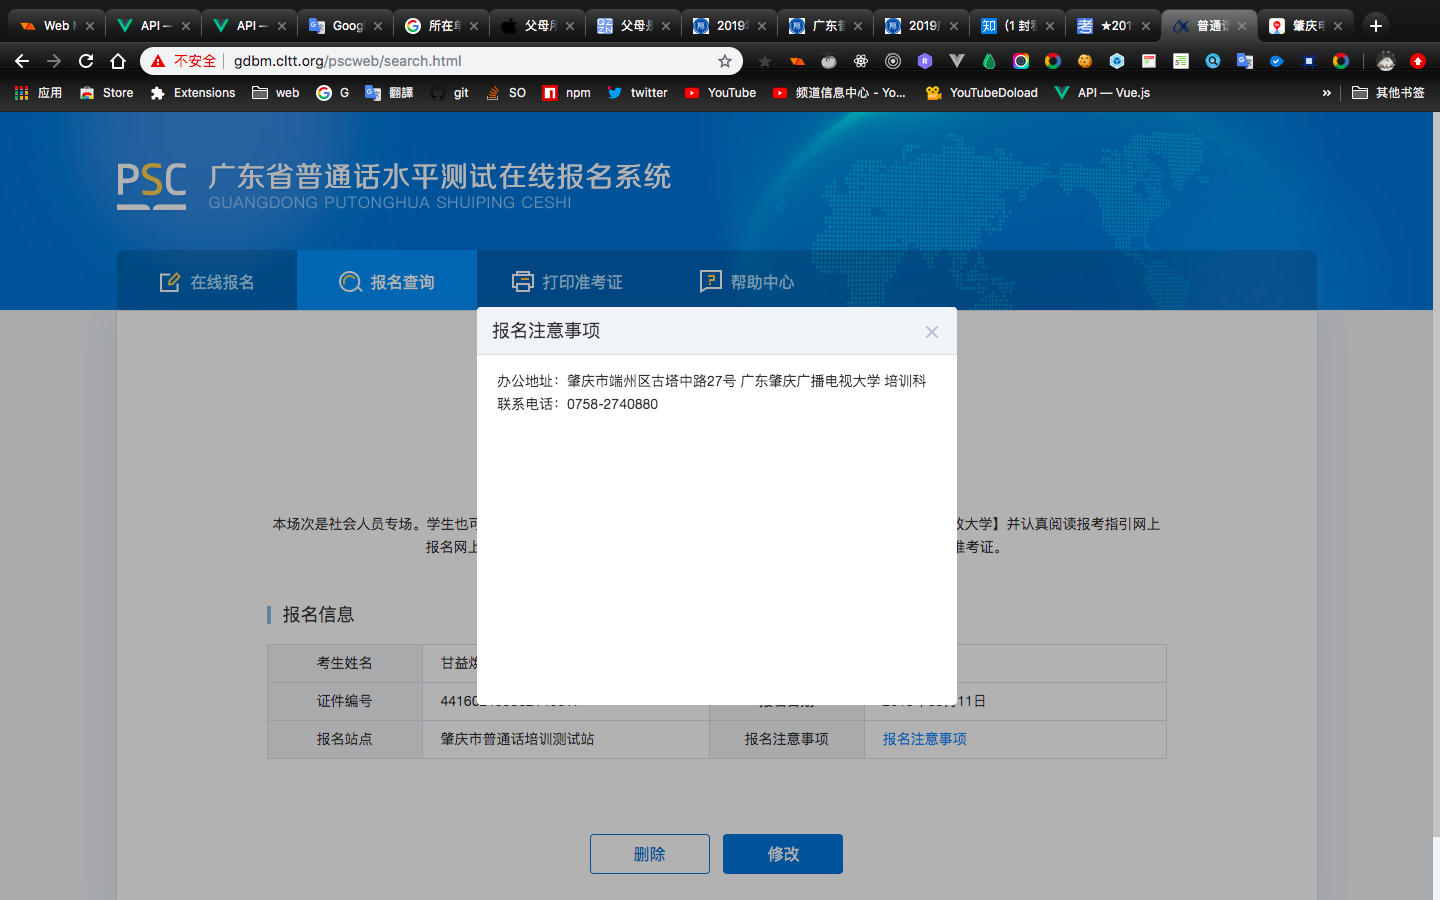 Web
API —
API —
Goog
所在
父母
父母
2019
广东
2019
(1 封
★201
普通
肇庆
不安全
gdbm.cltt.org/pscweb/search.html
应用
Store
Extensions
web
G
翻譯
git
SO
npm
twitter
YouTube
频道信息中心 - Yo...
YouTubeDoload
API — Vue.js
»
其他书签
PSC
广东省普通话水平测试在线报名系统
GUANGDONG PUTONGHUA SHUIPING CESHI
在线报名
报名查询
打印准考证
帮助中心
报名注意事项
办公地址：肇庆市端州区古塔中路27号 广东肇庆广播电视大学 培训科
联系电话：0758-2740880
本场次是社会人员专场。学生也可
大学】并认真阅读报考指引网上
报名网上
考证。
报名信息
考生姓名
甘益焕
证件编号
11日
报名站点
肇庆市普通话培训测试站
报名注意事项
报名注意事项
删除
修改